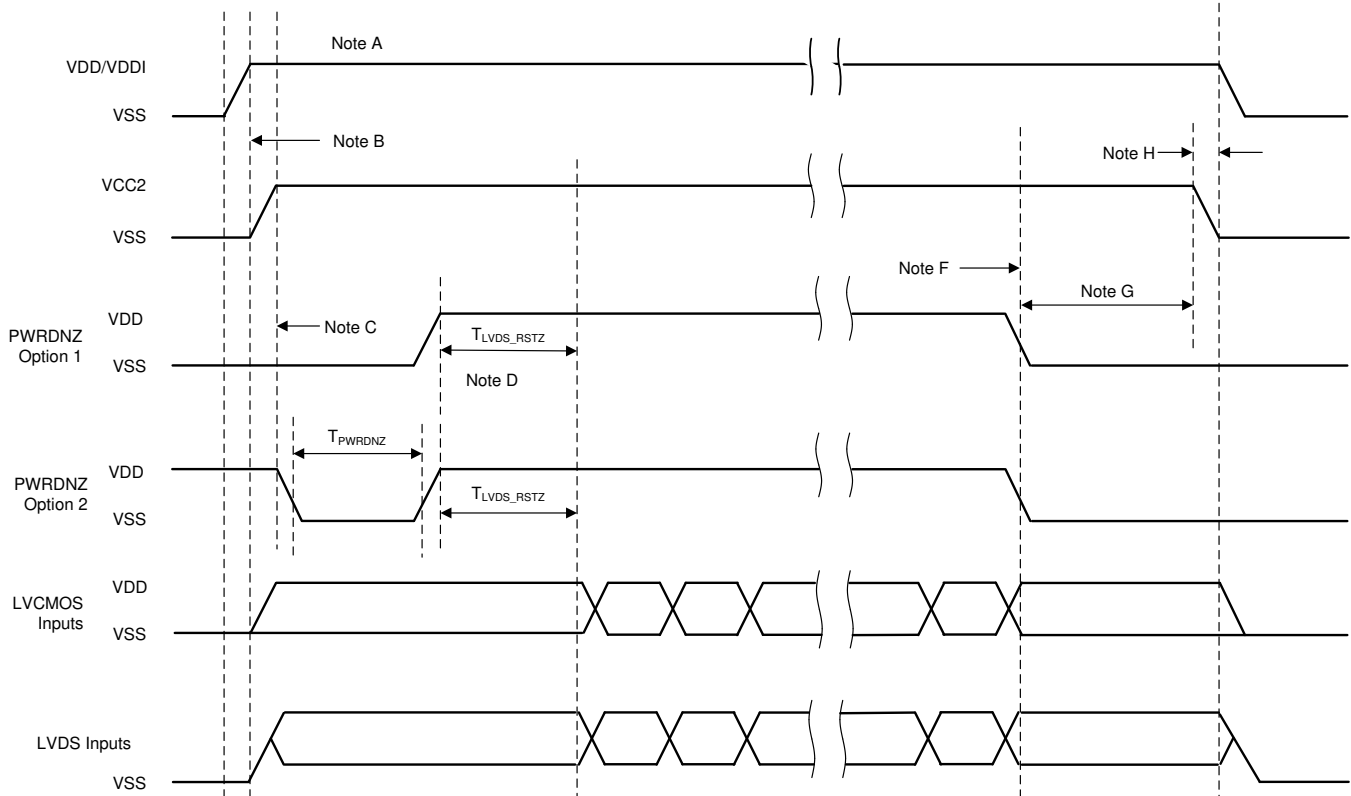 Note A
VDD/VDDI
VSS
Note B
Note H
VCC2
VSS
Note F
Note G
VDD
PWRDNZ
Option 1
Note C
TLVDS_RSTZ
VSS
Note D
TPWRDNZ
VDD
PWRDNZ
Option 2
TLVDS_RSTZ
VSS
VDD
LVCMOS
Inputs
VSS
LVDS Inputs
VSS